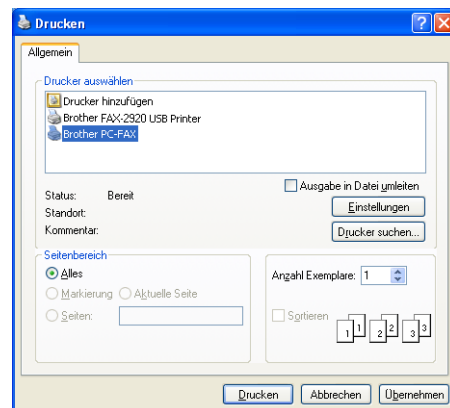 Drucken
Allgemein
Drucker auswählen
Drucker hinzufügen
Brother FAX-2920 USB Printer
Brother PC-FAX
Status: Bereit
Standort:
Kommentar:
Ausgabe in Datei umleiten
Einstellungen
Drucker suchen...
Seitenbereich
Alles
Markierung Aktuelle Seite
Seiten:
Anzahl Exemplare: 1
Sortieren
1 1 2 2 3 3
Drucken Abbrechen Übernehmen